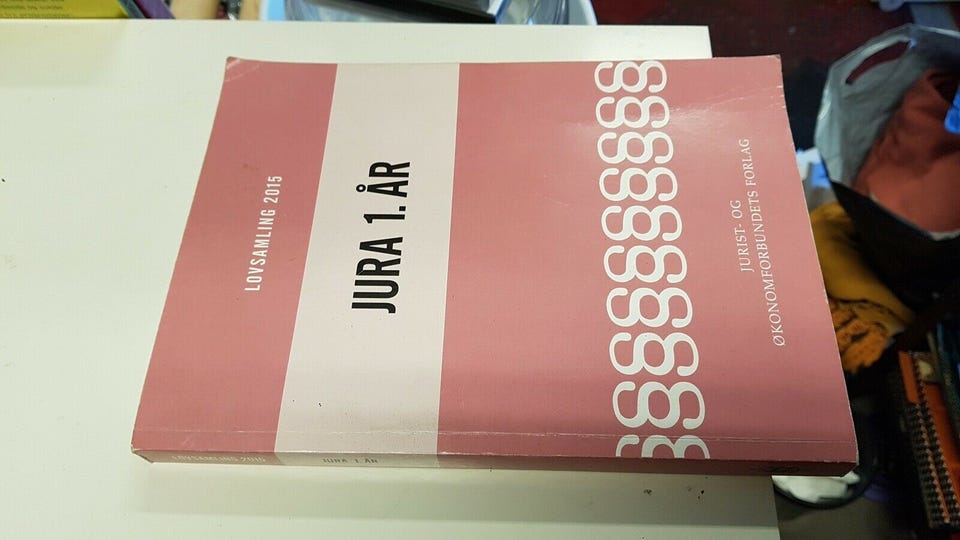 LOVSAMLING 2015
JURA 1. ÅR
§§§§§§§§
§§§§§§§§
JURIST- OG
ØKONOMFORBUNDETS FORLAG
LOVSAMLING 2015
JURA 1. ÅR